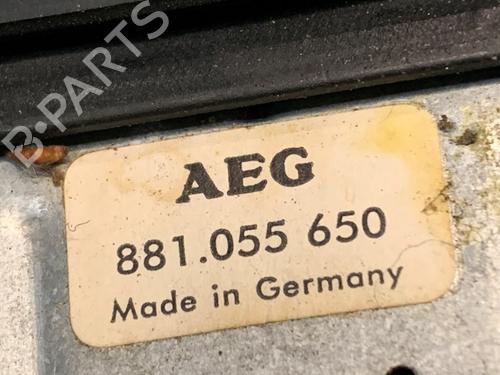 B-PARTS
AEG
881.055 650
Made in Germany